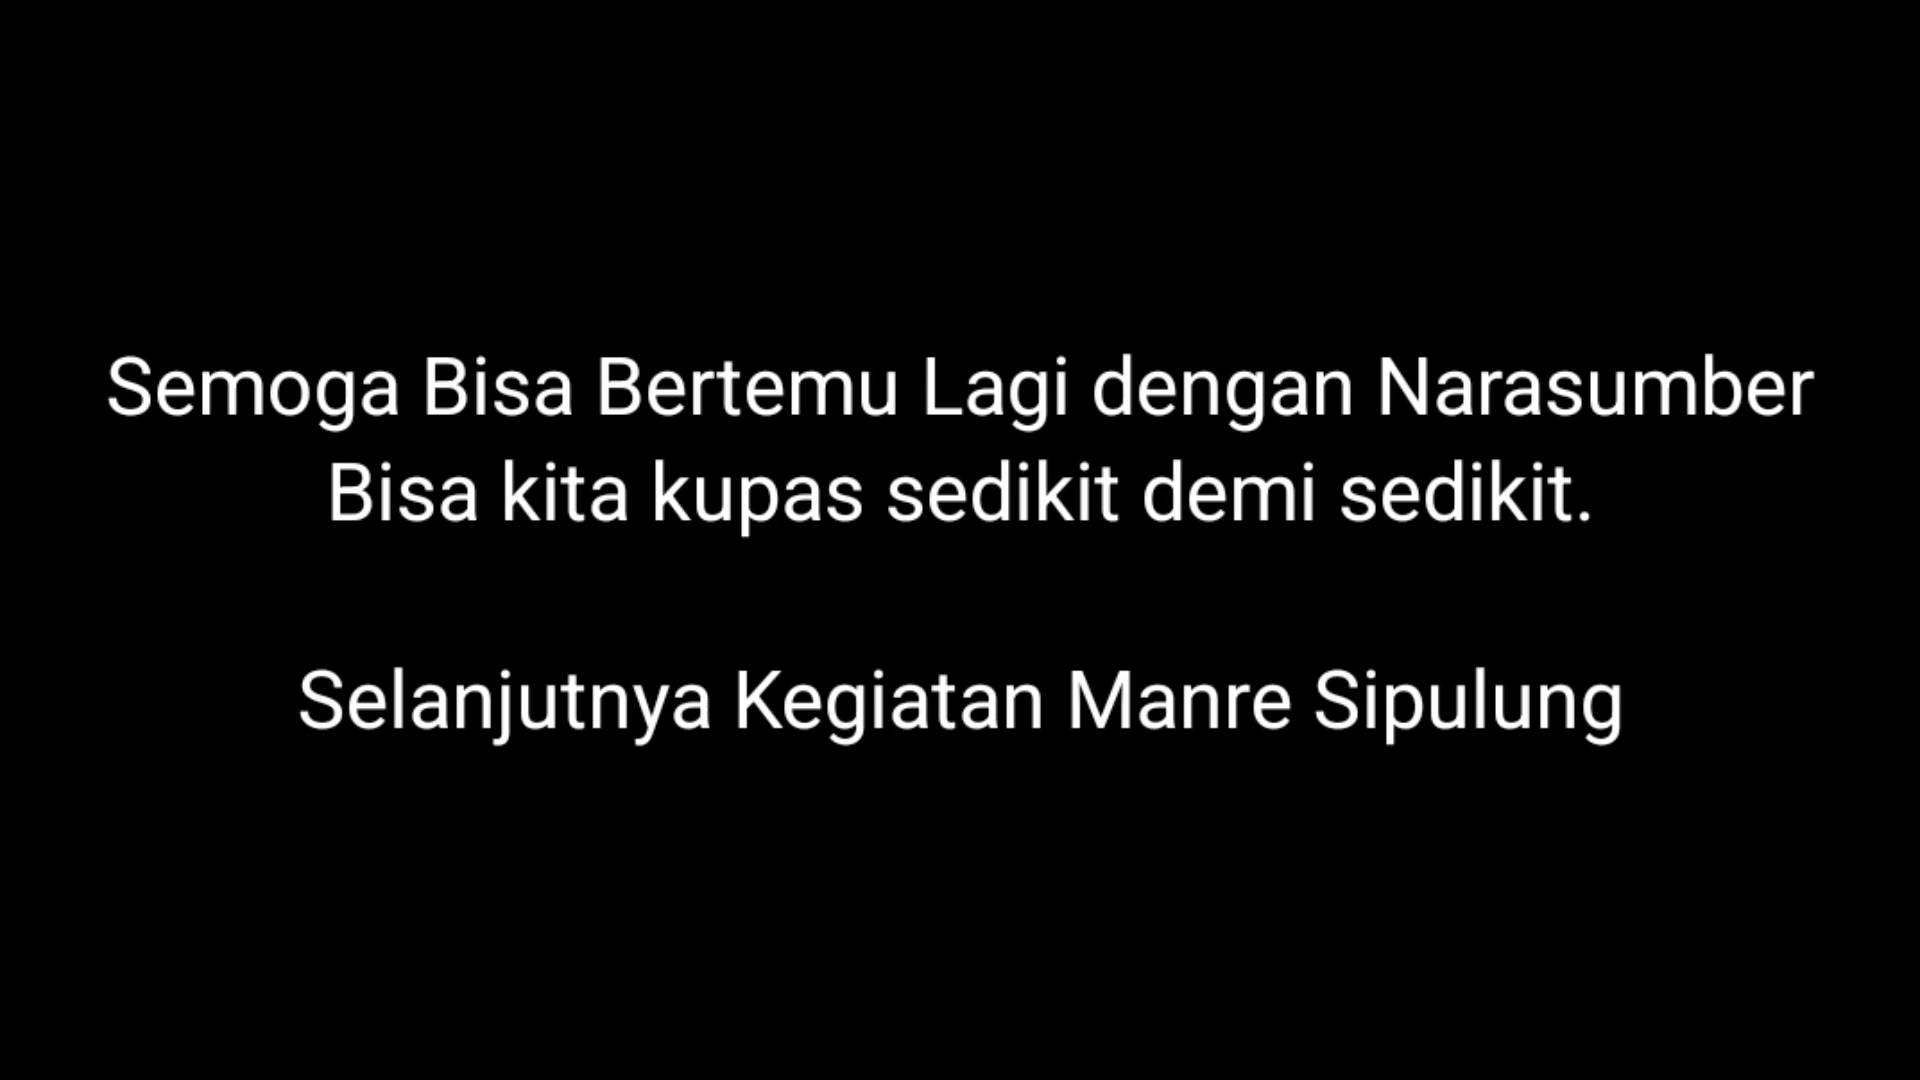 Semoga Bisa Bertemu Lagi dengan Narasumber
Bisa kita kupas sedikit demi sedikit.
Selanjutnya Kegiatan Manre Sipulung